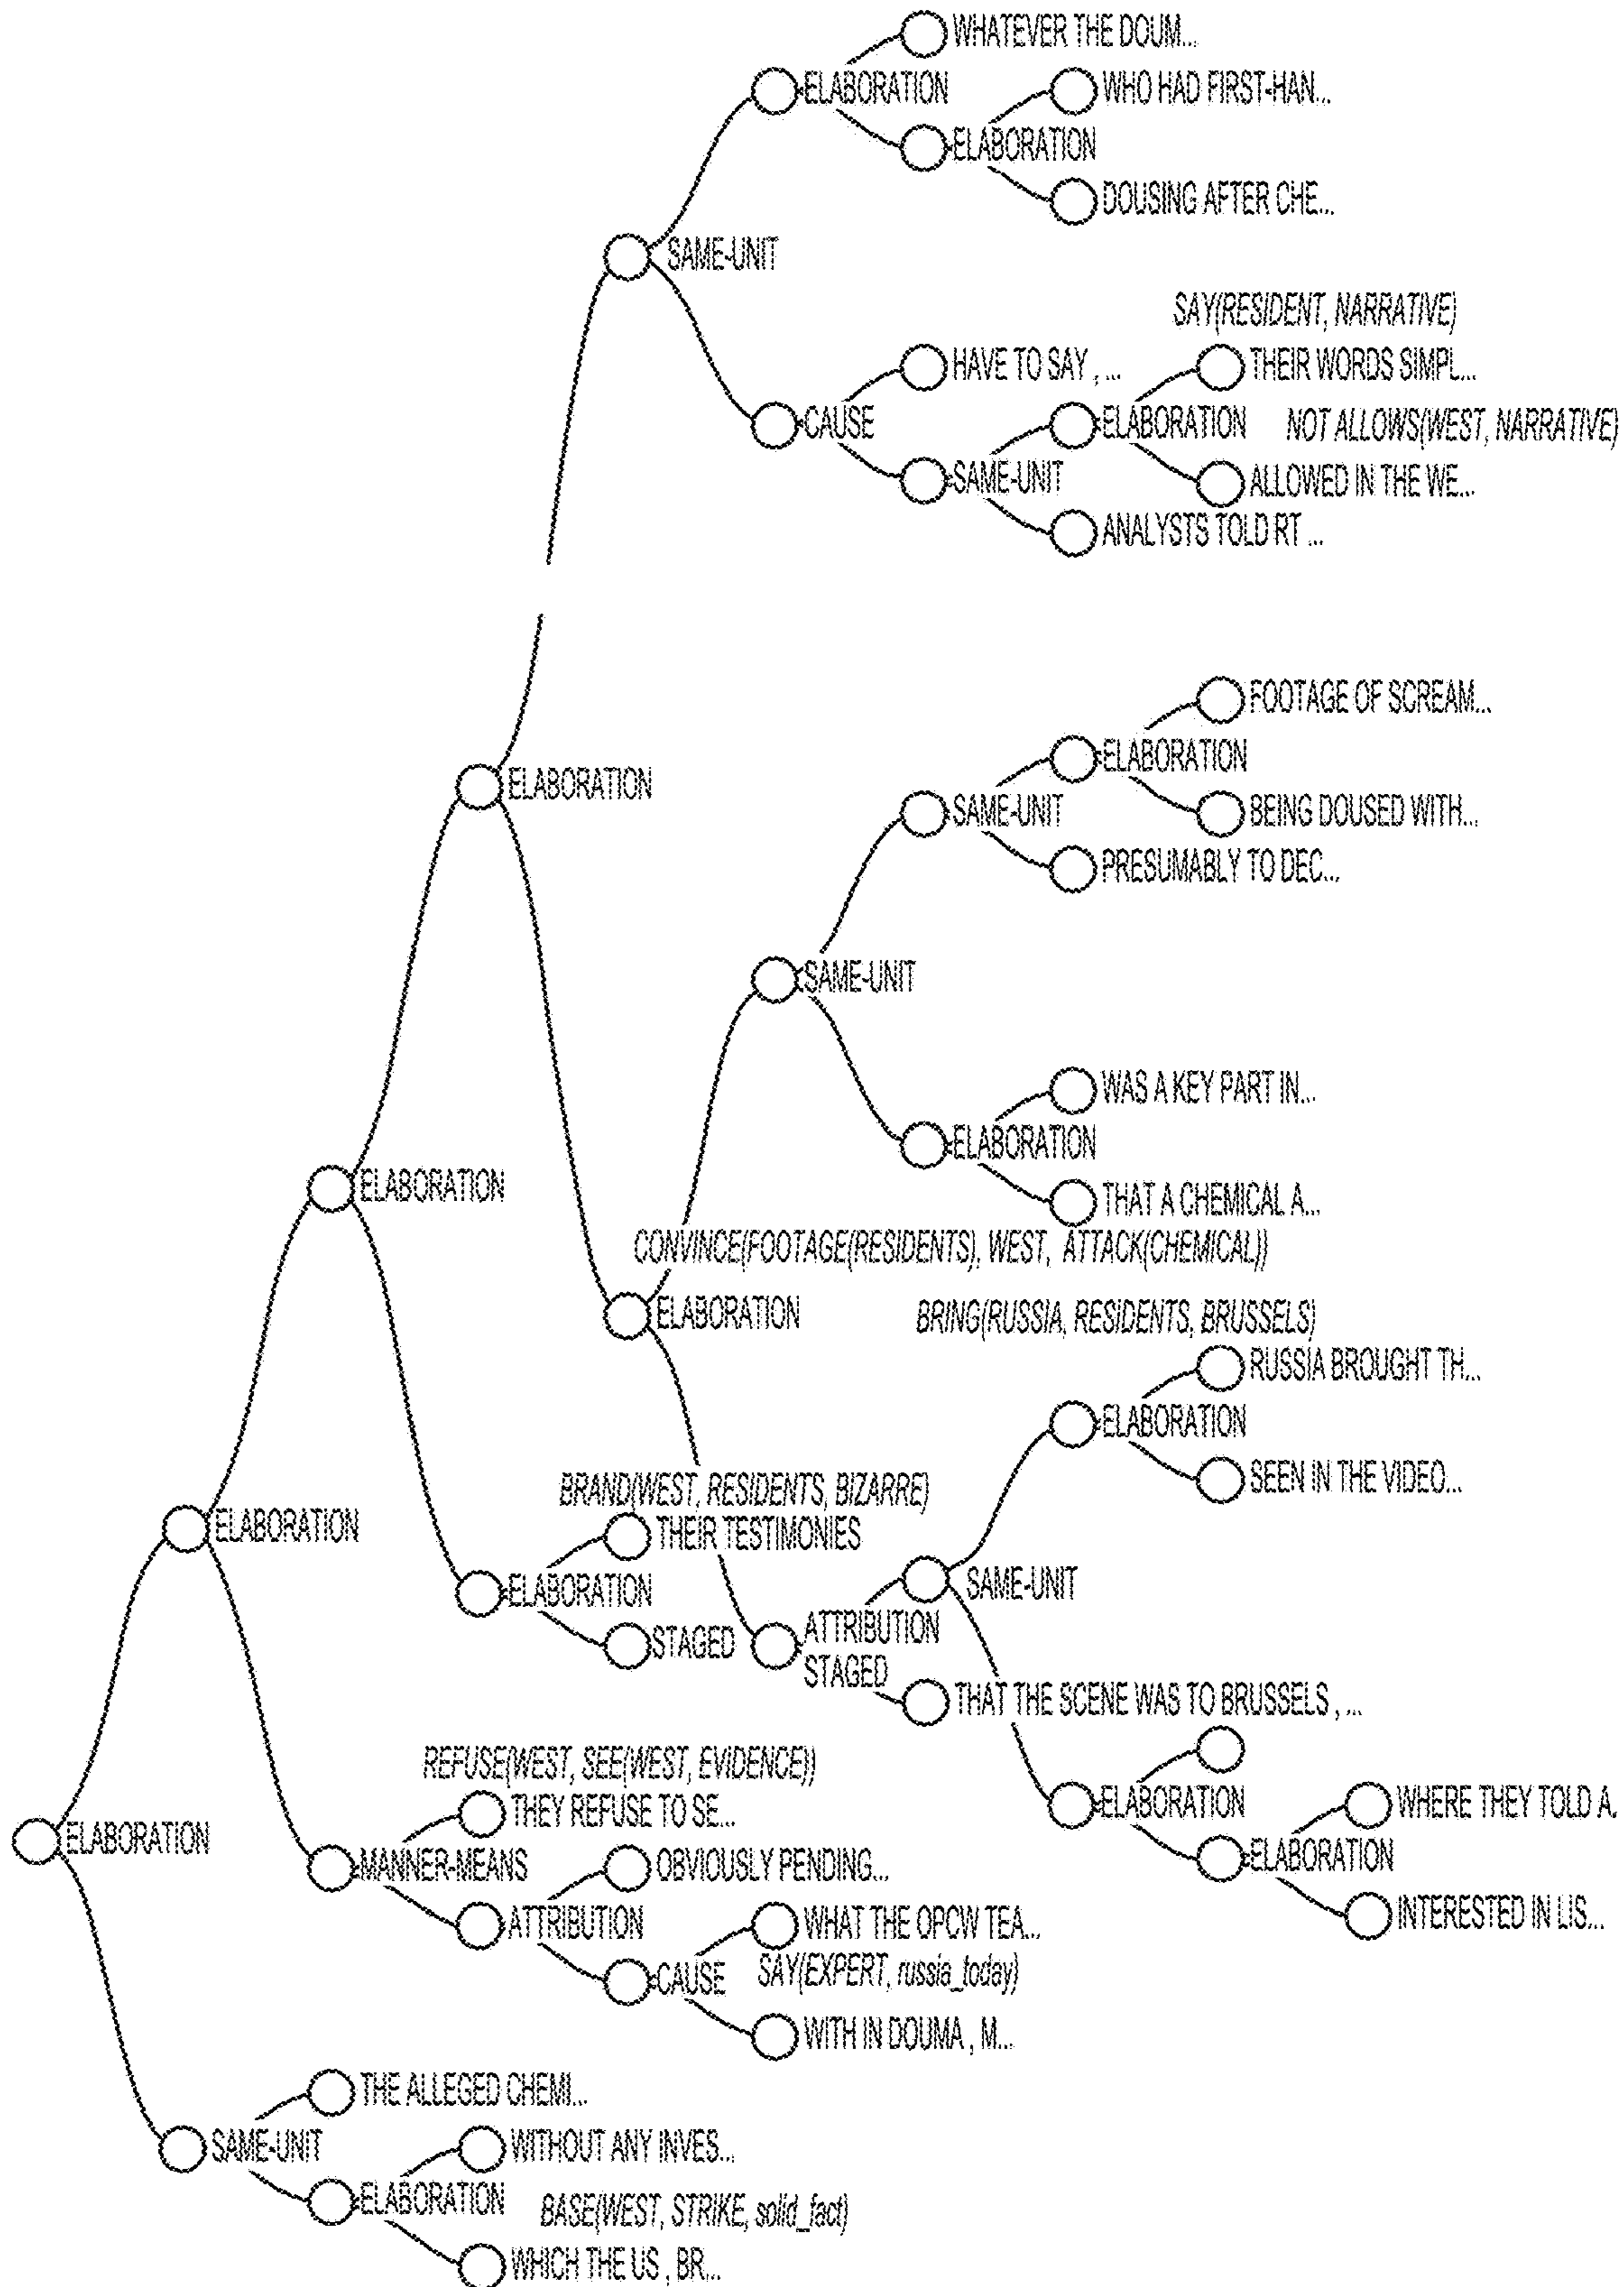 WHATEVER THE DOUM...
ELABORATION
WHO HAD FIRST-HAN...
ELABORATION
DOUSING AFTER CHE...
SAME-UNIT
SAY(RESIDENT, NARRATIVE)
HAVE TO SAY , ...
THEIR WORDS SIMPL...
CAUSE
ELABORATION
NOT ALLOWS(WEST, NARRATIVE)
SAME-UNIT
ALLOWED IN THE WE...
ANALYSTS TOLD RT ...
FOOTAGE OF SCREAM...
ELABORATION
ELABORATION
SAME-UNIT
BEING DOUSED WITH...
PRESUMABLY TO DEC...
SAME-UNIT
WAS A KEY PART IN...
ELABORATION
ELABORATION
THAT A CHEMICAL A...
CONVINCE(FOOTAGE(RESIDENTS), WEST, ATTACK(CHEMICAL))
ELABORATION
BRING(RUSSIA, RESIDENTS, BRUSSELS)
RUSSIA BROUGHT TH...
ELABORATION
SEEN IN THE VIDEO...
BRAND(WEST, RESIDENTS, BIZARRE)
ELABORATION
THEIR TESTIMONIES
ELABORATION
SAME-UNIT
STAGED
ATTRIBUTION
STAGED
THAT THE SCENE WAS TO BRUSSELS , ...
REFUSE(WEST, SEE(WEST, EVIDENCE))
THEY REFUSE TO SE...
ELABORATION
WHERE THEY TOLD A.
ELABORATION
MANNER-MEANS
OBVIOUSLY PENDING...
ELABORATION
ATTRIBUTION
WHAT THE OPCW TEA...
INTERESTED IN LIS...
CAUSE
SAY(EXPERT, russia_today)
WITH IN DOUMA , M...
THE ALLEGED CHEMI...
SAME-UNIT
WITHOUT ANY INVES...
ELABORATION
BASE(WEST, STRIKE, solid_fact)
WHICH THE US , BR...